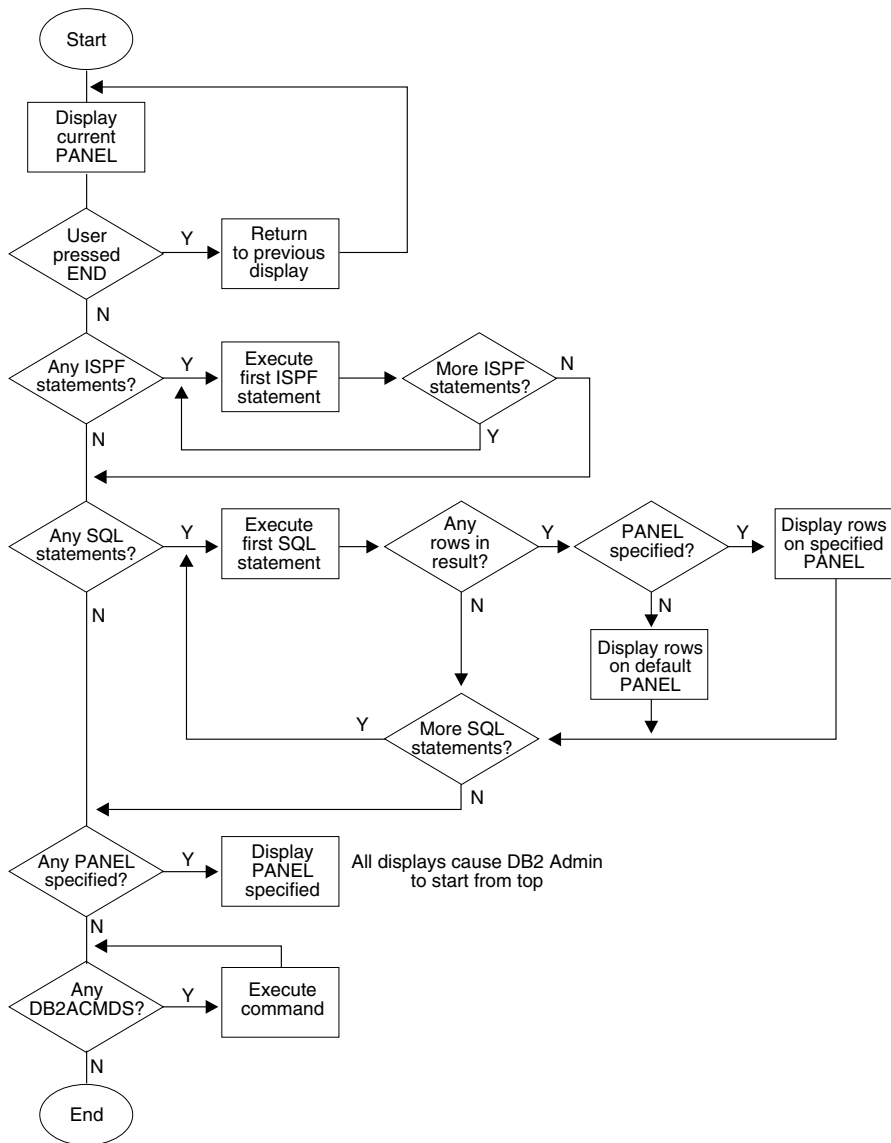 Start
Display
current
PANEL
User
pressed
END
Y
Return
to previous
display
N
Any ISPF
statements?
Y
Execute
first ISPF
statement
More ISPF
statements?
N
Y
N
Any SQL
statements?
Y
Execute
first SQL
statement
Any
rows in
result?
Y
PANEL
specified?
Y
Display rows
on specified
PANEL
N
N
N
Display rows
on default
PANEL
Y
More SQL
statements?
N
Any PANEL
specified?
Y
Display
PANEL
specified
All displays cause DB2 Admin
to start from top
N
Any
DB2ACMDS?
Y
Execute
command
N
End